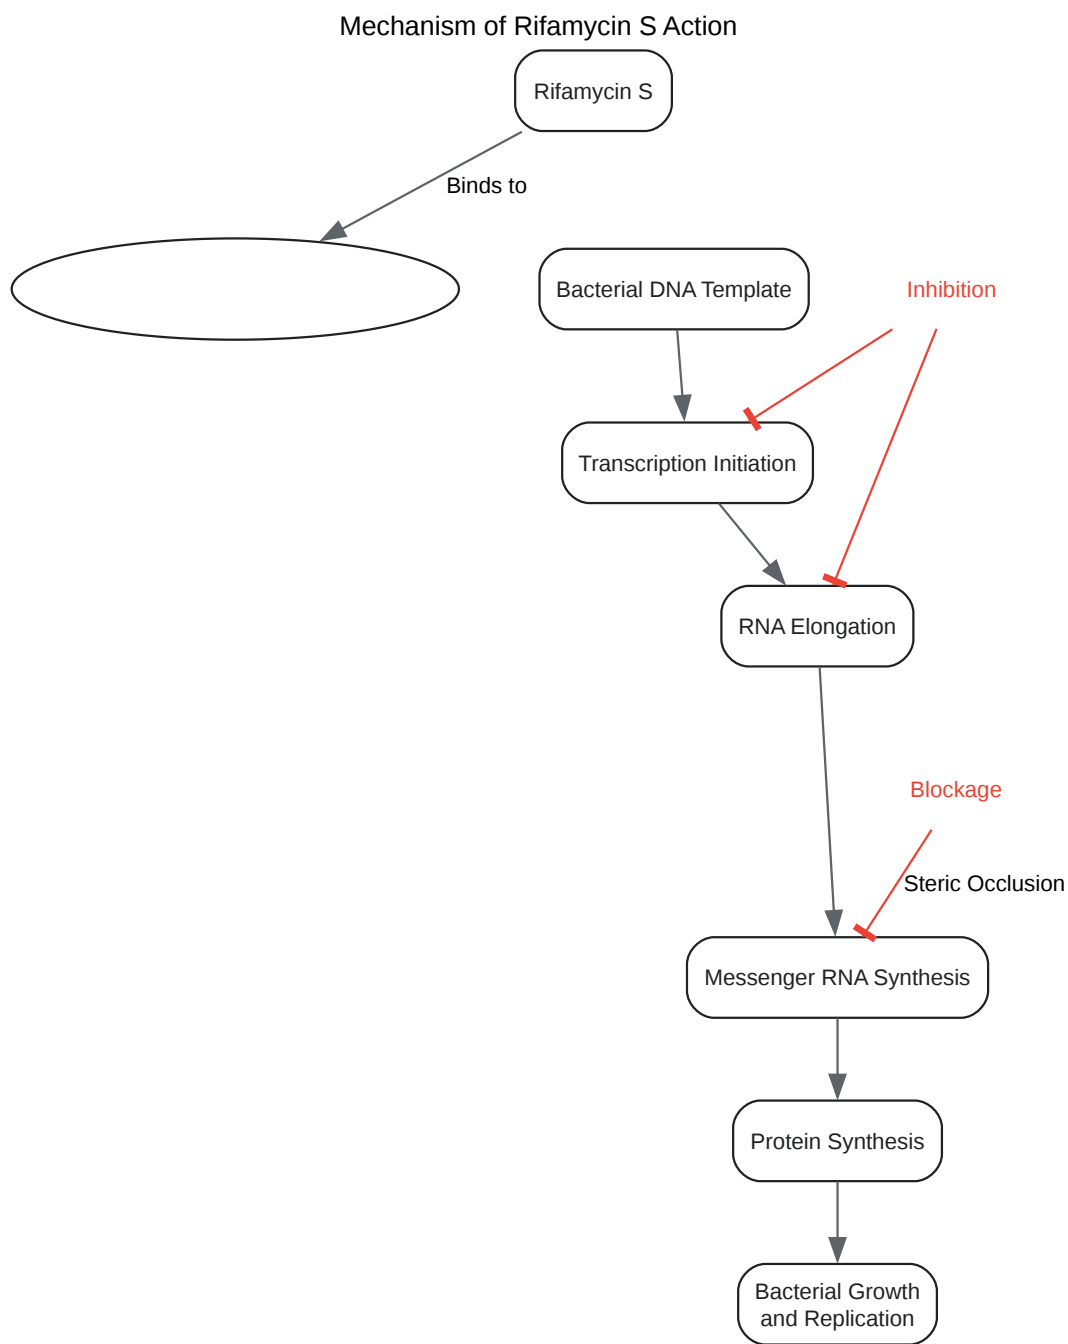 Mechanism of Rifamycin S Action
Rifamycin S
Binds to
Bacterial DNA Template
Inhibition
Transcription Initiation
RNA Elongation
Blockage
Steric Occlusion
Messenger RNA Synthesis
Protein Synthesis
Bacterial Growth
and Replication